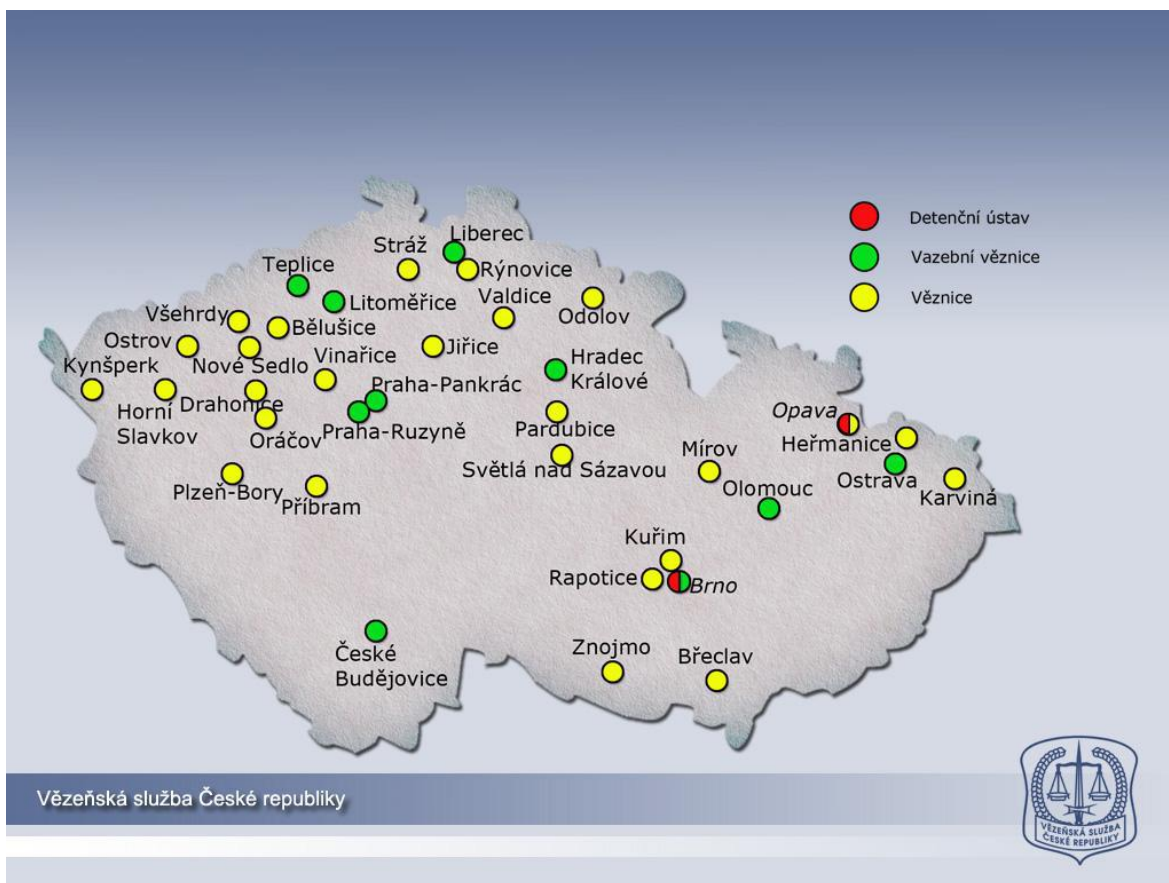 Detenční ústav
Vazební věznice
Věznice
Liberec
Stráž
Rýnovice
Teplice
Litoměřice
Valdice
Odolov
Všehrdy
Bělušice
Ostrov
Nové Sedlo
Vinařice
Jiřice
Kynšperk
Praha-Pankrác
Hradec
Králové
Horní
Slavkov
Drahonice
Oráčov
Praha-Ruzyně
Pardubice
Opava
Heřmanice
Světlá nad Sázavou
Mírov
Ostrava
Karviná
Plzeň-Bory
Příbram
Olomouc
Kuřim
Rapotice
Brno
České
Budějovice
Znojmo
Břeclav
Vězeňská služba České republiky
VĚZEŇSKÁ SLUŽBA
ČESKÉ REPUBLIKY